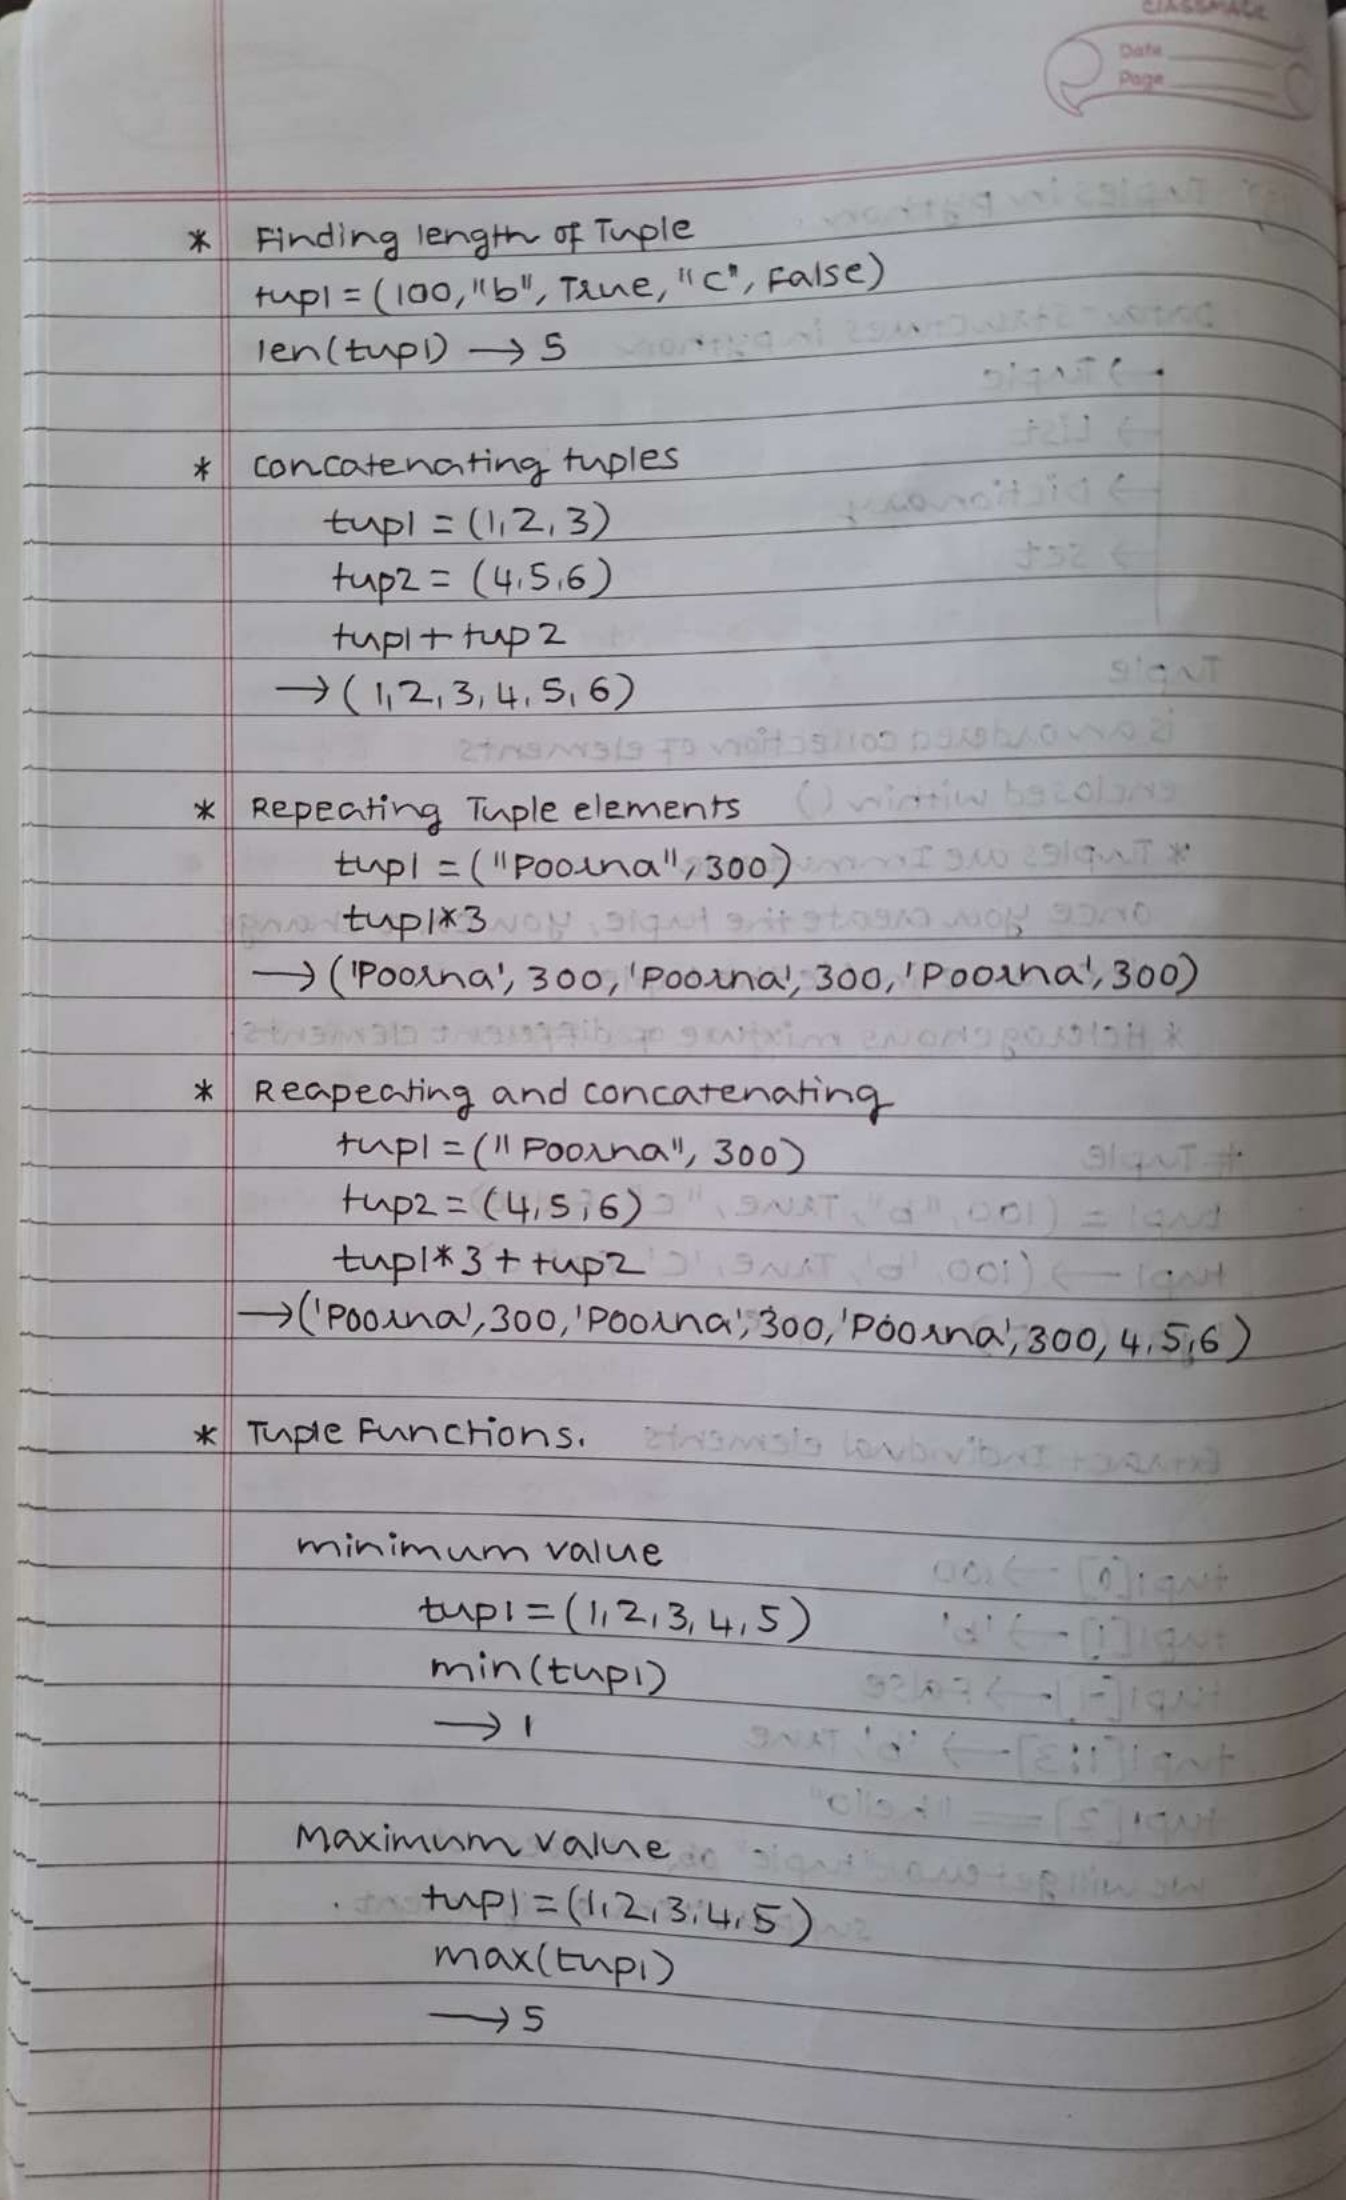 classmate
Date
Page
* Finding length of Tuple
tup1 = (100, "b", True, "c", False)
len(tup1) → 5
* concatenating tuples
tup1 = (1, 2, 3)
tup2 = (4, 5, 6)
tup1 + tup2
→ (1, 2, 3, 4, 5, 6)
* Repeating Tuple elements
tup1 = ("Poorna", 300)
tup1*3
→ ('Poorna', 300, 'Poorna', 300, 'Poorna', 300)
* Reapeating and concatenating
tup1 = ("Poorna", 300)
tup2 = (4, 5, 6)
tup1*3 + tup2
→ ('Poorna', 300, 'Poorna', 300, 'Poorna', 300, 4, 5, 6)
* Tuple Functions.
minimum value
tup1 = (1, 2, 3, 4, 5)
min(tup1)
→ 1
Maximum value
tup1 = (1, 2, 3, 4, 5)
max(tup1)
→ 5